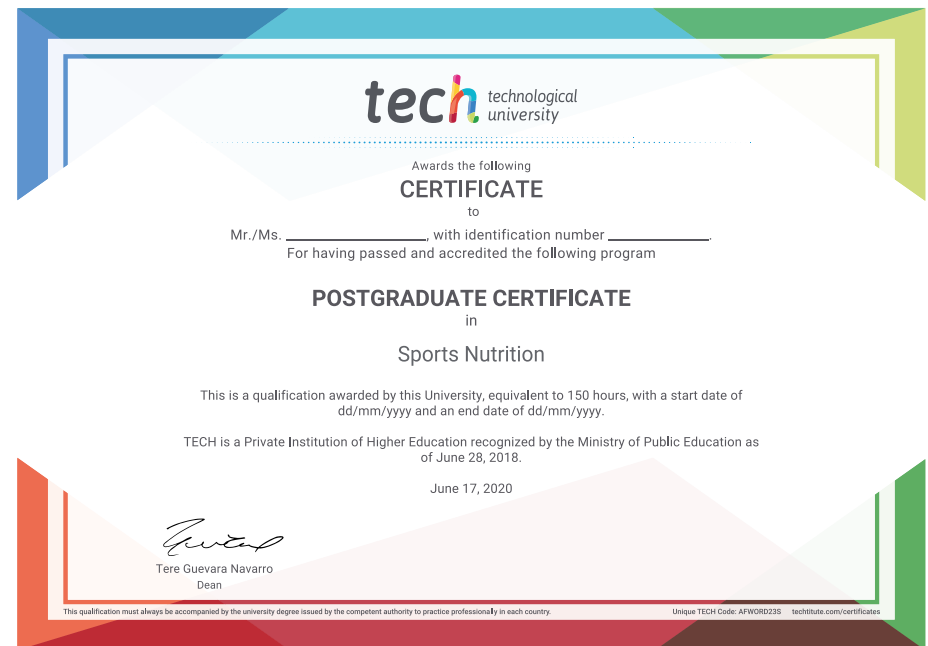 tech technological
university
Awards the following
CERTIFICATE
to
Mr./Ms. ____________________, with identification number ______________.
For having passed and accredited the following program
POSTGRADUATE CERTIFICATE
in
Sports Nutrition
This is a qualification awarded by this University, equivalent to 150 hours, with a start date of
dd/mm/yyyy and an end date of dd/mm/yyyy.
TECH is a Private Institution of Higher Education recognized by the Ministry of Public Education as
of June 28, 2018.
June 17, 2020
Tere Guevara Navarro
Dean
This qualification must always be accompanied by the university degree issued by the competent authority to practice professionally in each country. Unique TECH Code: AFWORD23S techtitute.com/certificates